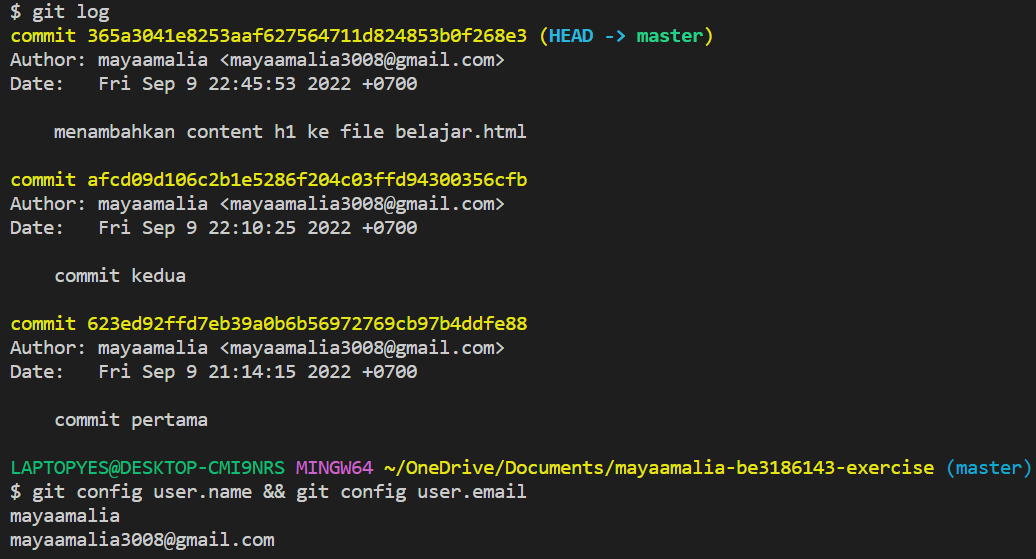 $ git log
commit 365a3041e8253aaf627564711d824853b0f268e3 (HEAD -> master)
Author: mayaamalia <mayaamalia3008@gmail.com>
Date:   Fri Sep 9 22:45:53 2022 +0700
    menambahkan content h1 ke file belajar.html
commit afcd09d106c2b1e5286f204c03ffd94300356cfb
Author: mayaamalia <mayaamalia3008@gmail.com>
Date:   Fri Sep 9 22:10:25 2022 +0700
    commit kedua
commit 623ed92ffd7eb39a0b6b56972769cb97b4ddfe88
Author: mayaamalia <mayaamalia3008@gmail.com>
Date:   Fri Sep 9 21:14:15 2022 +0700
    commit pertama
LAPTOPYES@DESKTOP-CMI9NRS MINGW64 ~/OneDrive/Documents/mayaamalia-be3186143-exercise (master)
$ git config user.name && git config user.email
mayaamalia
mayaamalia3008@gmail.com